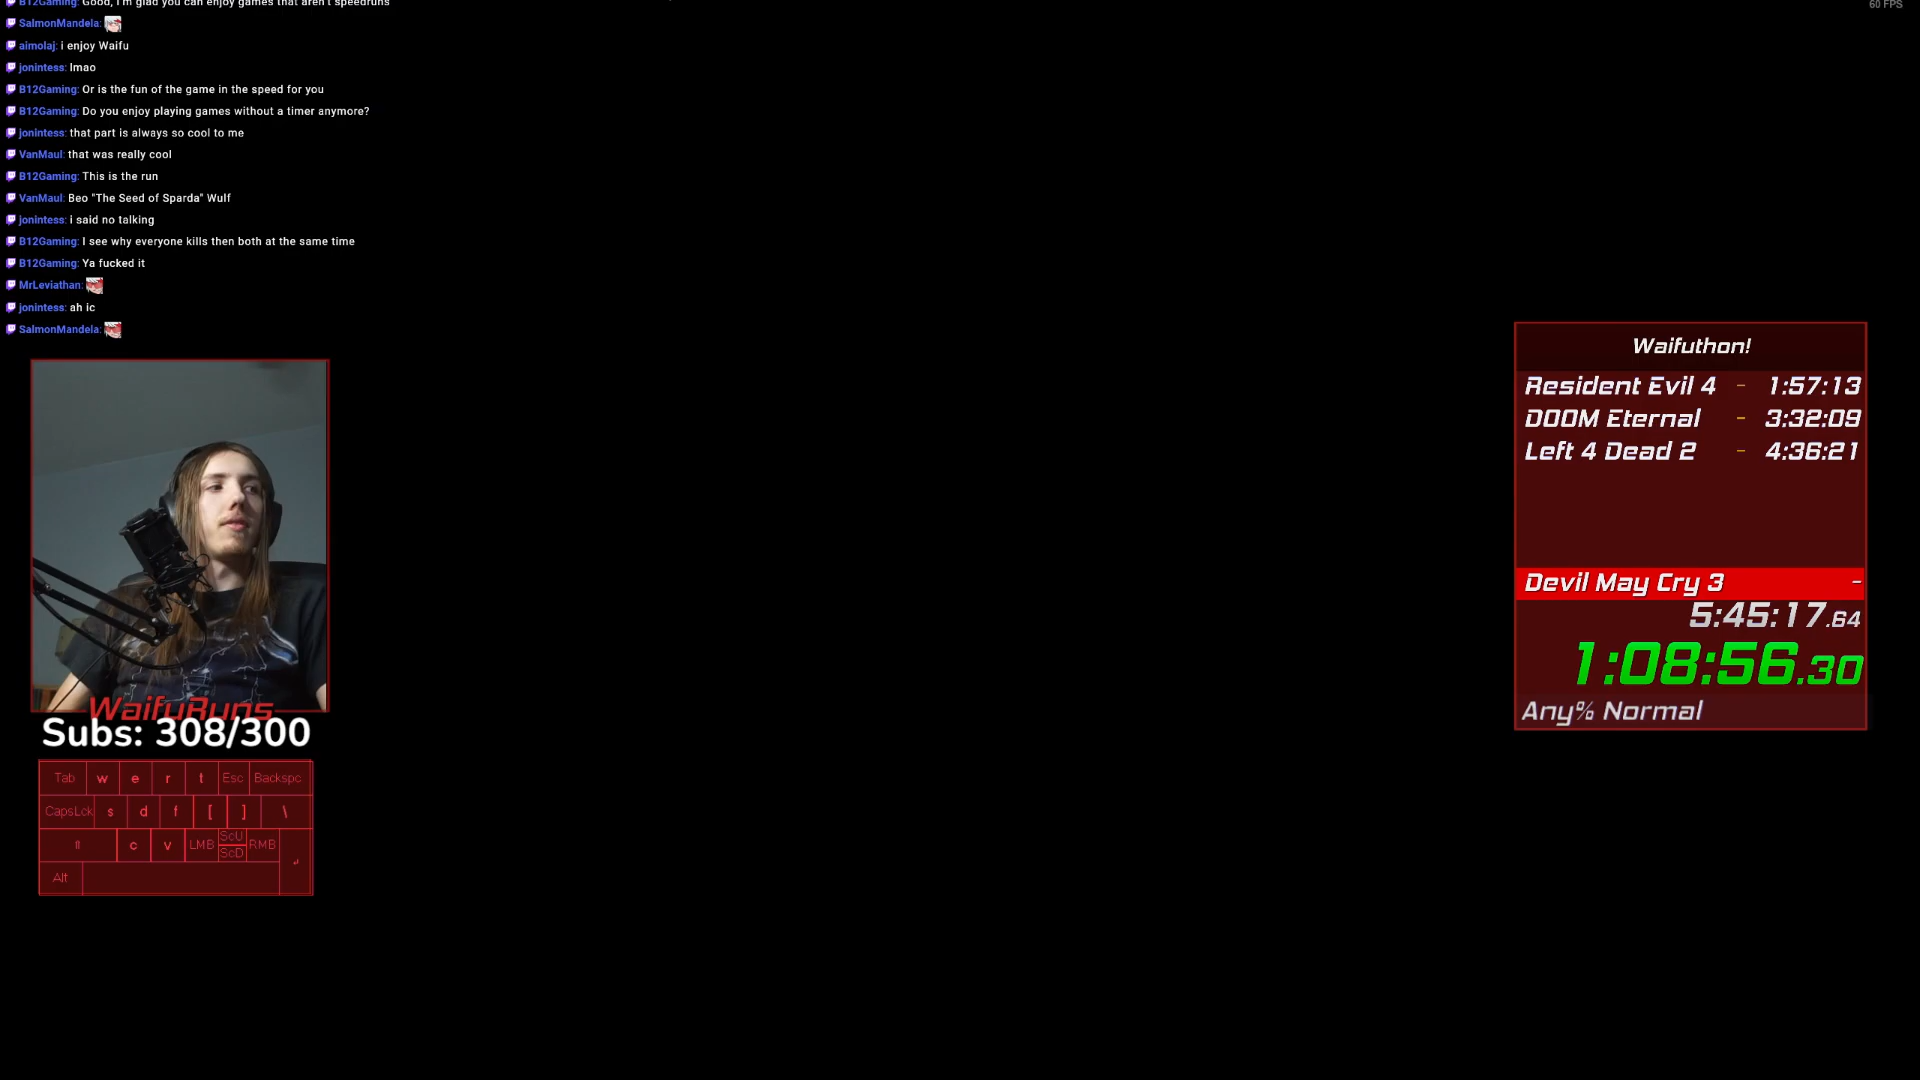 B12Gaming: Good, I'm glad you can enjoy games that aren't speedruns
60 FPS
SalmonMandela:
aimolaj: i enjoy Waifu
jonintess: lmao
B12Gaming: Or is the fun of the game in the speed for you
B12Gaming: Do you enjoy playing games without a timer anymore?
jonintess: that part is always so cool to me
VanMaul: that was really cool
B12Gaming: This is the run
VanMaul: Beo "The Seed of Sparda" Wulf
jonintess: i said no talking
B12Gaming: I see why everyone kills then both at the same time
B12Gaming: Ya fucked it
MrLeviathan:
jonintess: ah ic
SalmonMandela:
Waifuthon!
Resident Evil 4 - 1:57:13
DOOM Eternal - 3:32:09
Left 4 Dead 2 - 4:36:21
Devil May Cry 3 -
5:45:17.64
1:08:56.30
Any% Normal
WaifuRuns
Subs: 308/300
Tab w e r t Esc Backspc
CapsLck s d f [ ] \
⇧ c v LMB ScU ScD RMB ↵
Alt